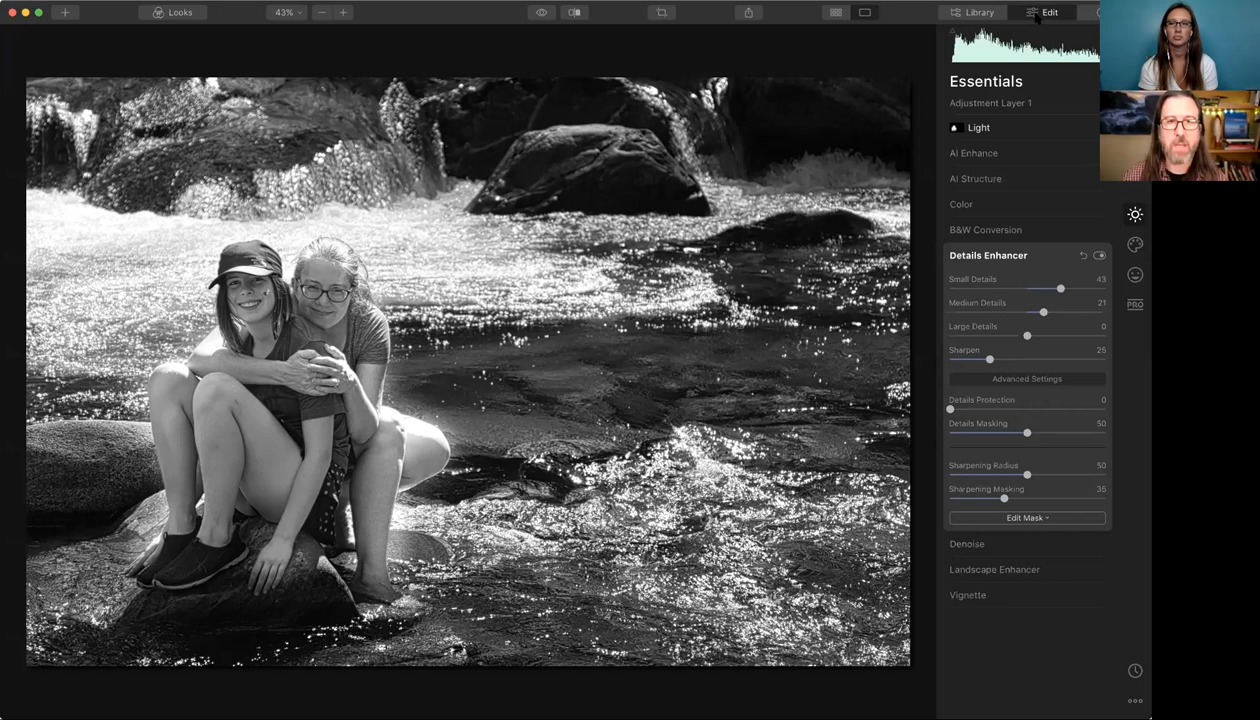 Looks
43%
Library
Edit
Essentials
Adjustment Layer 1
Light
AI Enhance
AI Structure
Color
B&W Conversion
Details Enhancer
Small Details 43
Medium Details 21
Large Details 0
Sharpen 25
Advanced Settings
Details Protection 0
Details Masking 50
Sharpening Radius 50
Sharpening Masking 35
Edit Mask
Denoise
Landscape Enhancer
Vignette
PRO